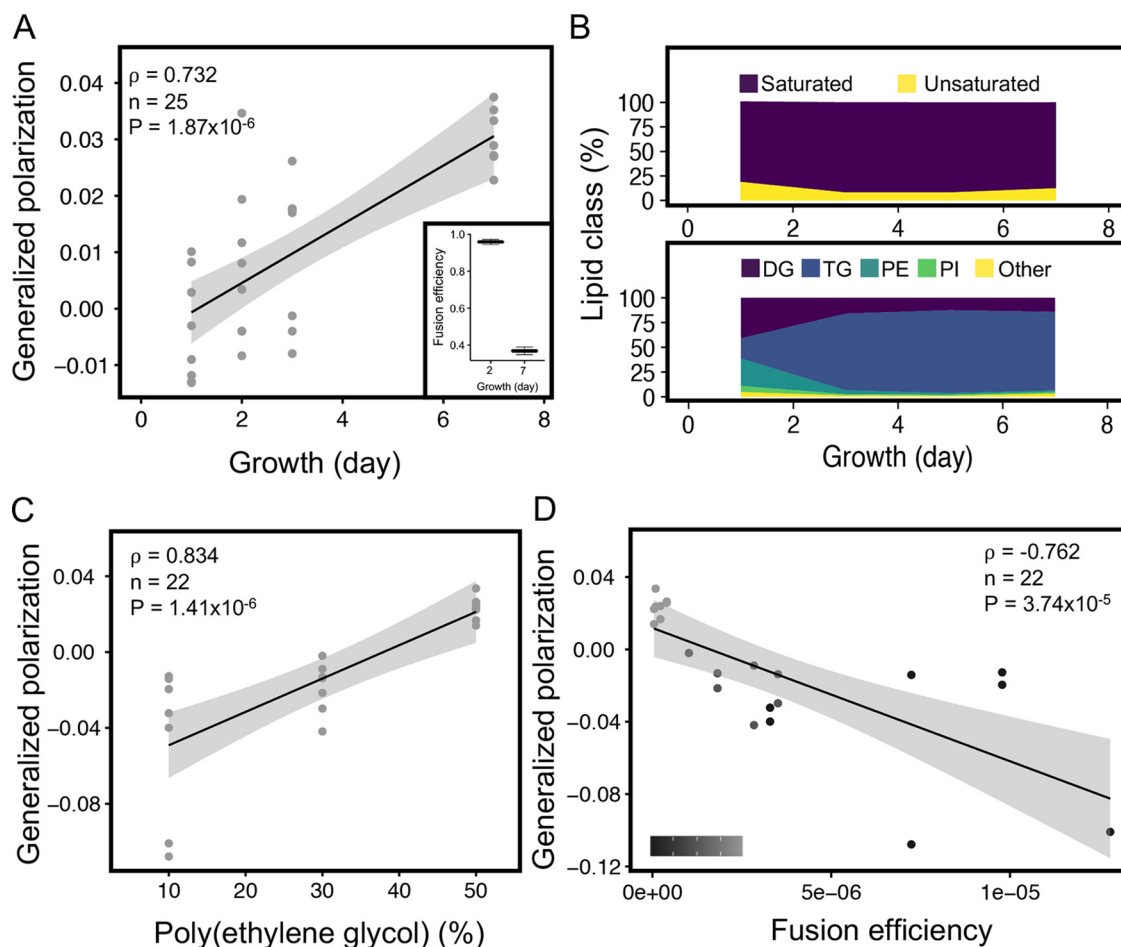 A
Generalized polarization
0.04
0.03
0.02
0.01
0.00
−0.01
ρ = 0.732
n = 25
P = 1.87x10-6
Fusion efficiency
1.0
0.8
0.6
0.4
2 7
Growth (day)
0 2 4 6 8
Growth (day)
B
Lipid class (%)
Saturated Unsaturated
100
75
50
25
0
0 2 4 6 8
DG TG PE PI Other
100
75
50
25
0
0 2 4 6 8
Growth (day)
C
Generalized polarization
0.04
0.00
−0.04
−0.08
ρ = 0.834
n = 22
P = 1.41x10-6
10 20 30 40 50
Poly(ethylene glycol) (%)
D
Generalized polarization
0.04
0.00
−0.04
−0.08
−0.12
ρ = -0.762
n = 22
P = 3.74x10-5
0e+00 5e-06 1e-05
Fusion efficiency